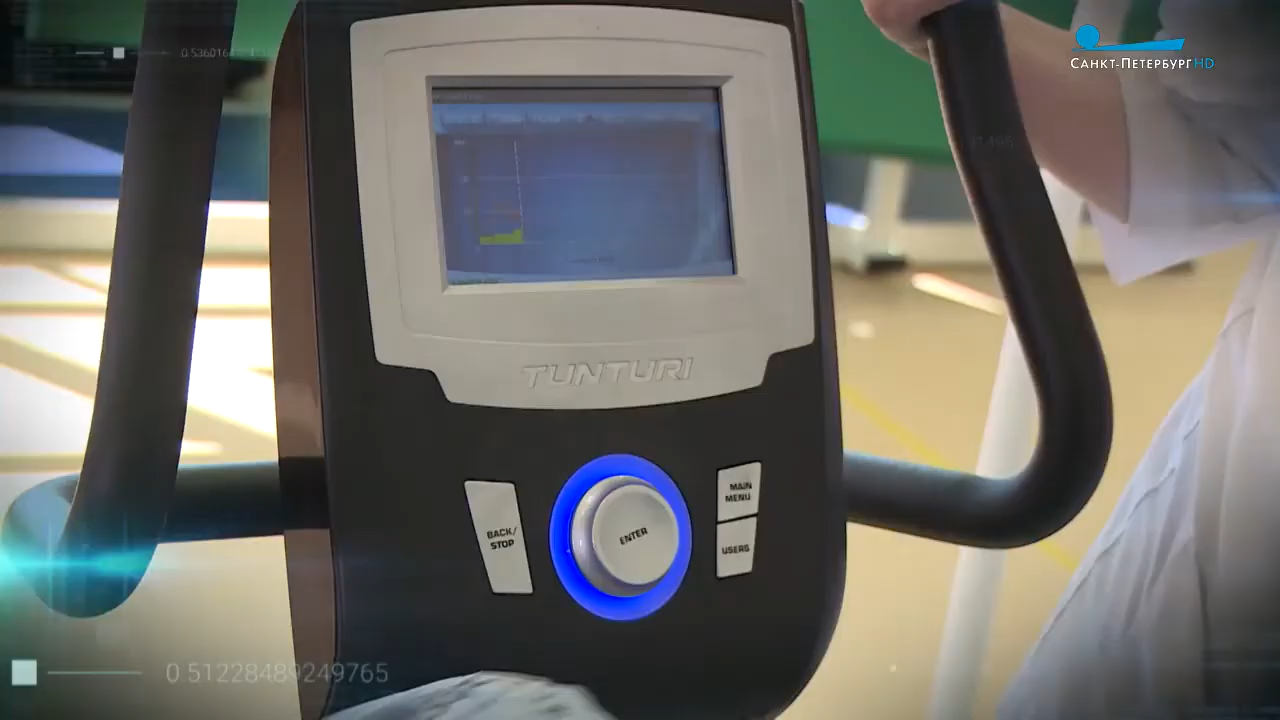 САНКТ-ПЕТЕРБУРГ HD
TUNTURI
BACK/
STOP
ENTER
MAIN
MENU
USERS
0.51228489249765